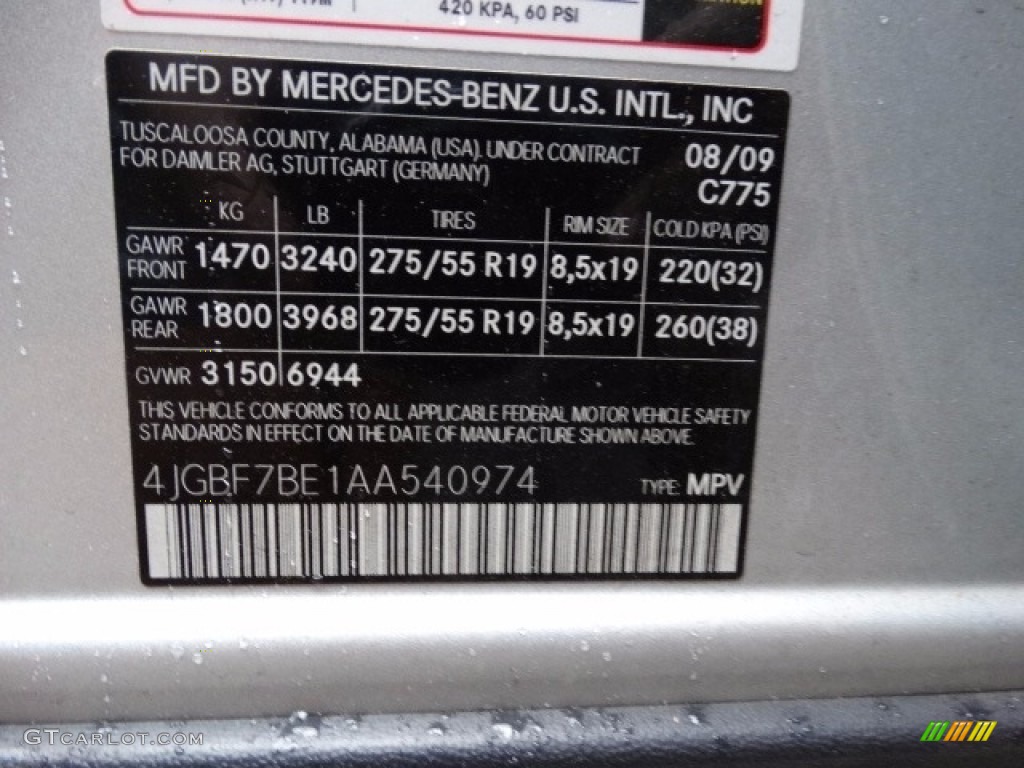 420 KPA, 60 PSI
MFD BY MERCEDES-BENZ U.S. INTL., INC
TUSCALOOSA COUNTY, ALABAMA (USA). UNDER CONTRACT
FOR DAIMLER AG, STUTTGART (GERMANY)
08/09
C775
KG LB TIRES RIM SIZE COLD KPA (PSI)
GAWR
FRONT 1470 3240 275/55 R19 8,5x19 220(32)
GAWR
REAR 1800 3968 275/55 R19 8,5x19 260(38)
GVWR 3150 6944
THIS VEHICLE CONFORMS TO ALL APPLICABLE FEDERAL MOTOR VEHICLE SAFETY
STANDARDS IN EFFECT ON THE DATE OF MANUFACTURE SHOWN ABOVE.
4JGBF7BE1AA540974 TYPE: MPV
GTCARLOT.COM